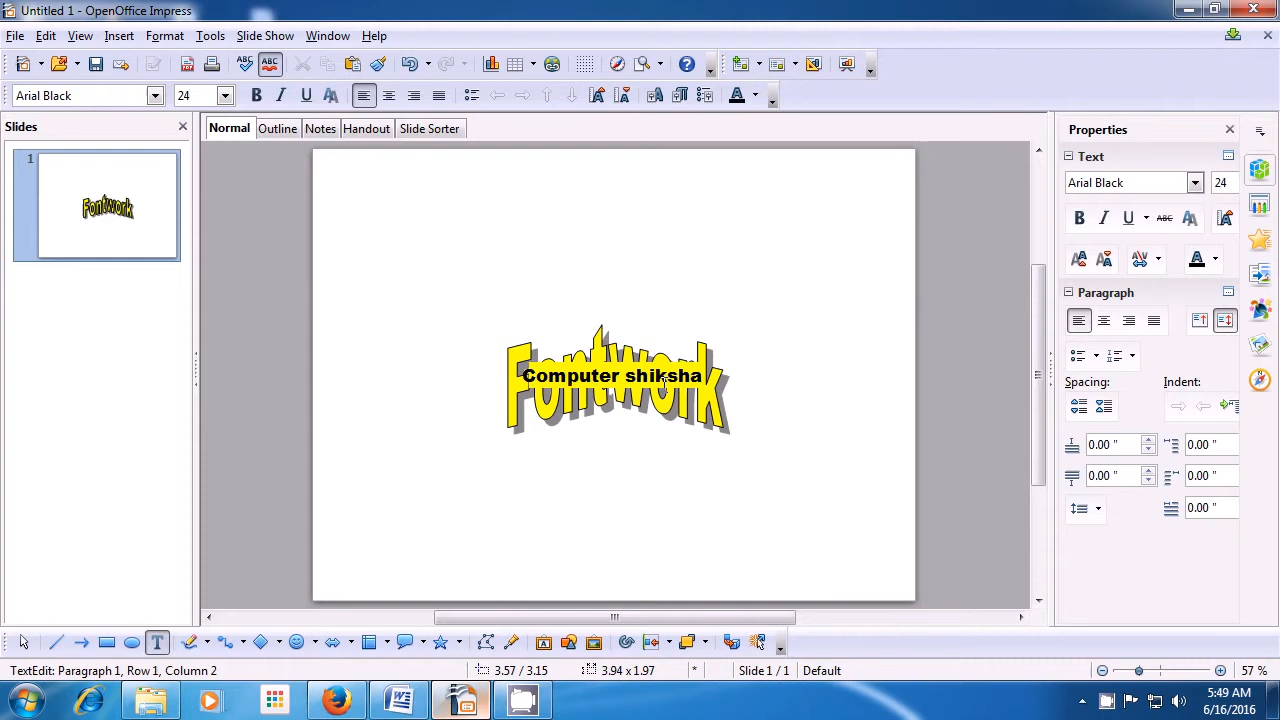 Untitled 1 - OpenOffice Impress
File Edit View Insert Format Tools Slide Show Window Help
Arial Black 24
Slides
Normal Outline Notes Handout Slide Sorter
Properties
1
Fontwork
Text
Arial Black 24
Paragraph
Fontwork
Computer shiksha
Spacing: Indent:
0.00 " 0.00 "
0.00 " 0.00 "
0.00 "
TextEdit: Paragraph 1, Row 1, Column 2 3.57 / 3.15 3.94 x 1.97 * Slide 1 / 1 Default 57 %
5:49 AM
6/16/2016